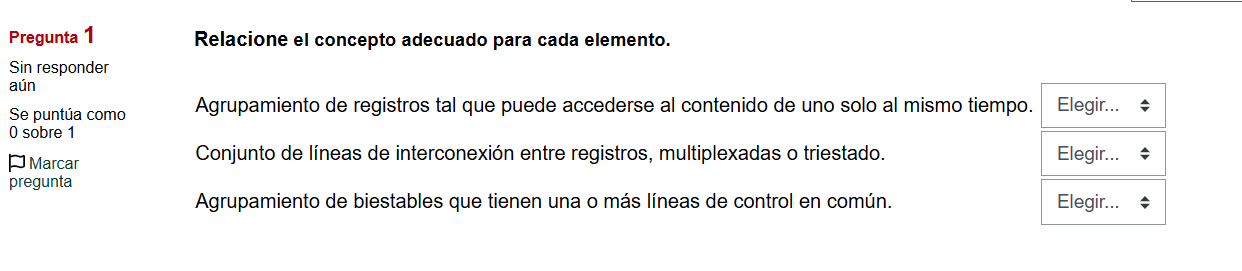 Pregunta 1
Sin responder
aún
Se puntúa como
0 sobre 1
Marcar
pregunta
Relacione el concepto adecuado para cada elemento.
Agrupamiento de registros tal que puede accederse al contenido de uno solo al mismo tiempo. Elegir...
Conjunto de líneas de interconexión entre registros, multiplexadas o triestado. Elegir...
Agrupamiento de biestables que tienen una o más líneas de control en común. Elegir...